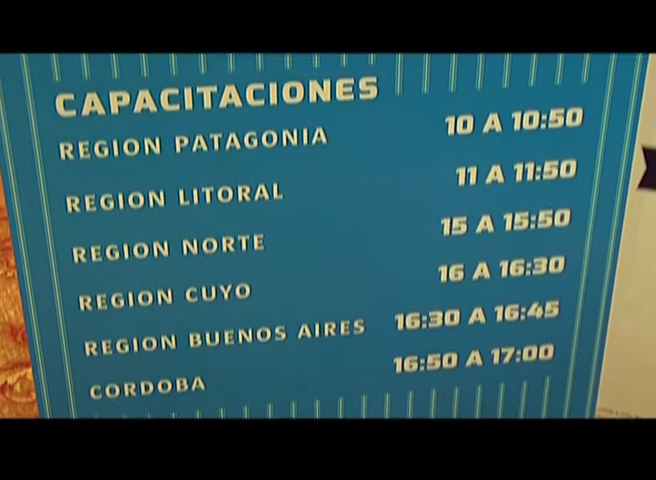 CAPACITACIONES
REGION PATAGONIA 10 A 10:50
REGION LITORAL 11 A 11:50
REGION NORTE 15 A 15:50
REGION CUYO 16 A 16:30
REGION BUENOS AIRES 16:30 A 16:45
CORDOBA 16:50 A 17:00